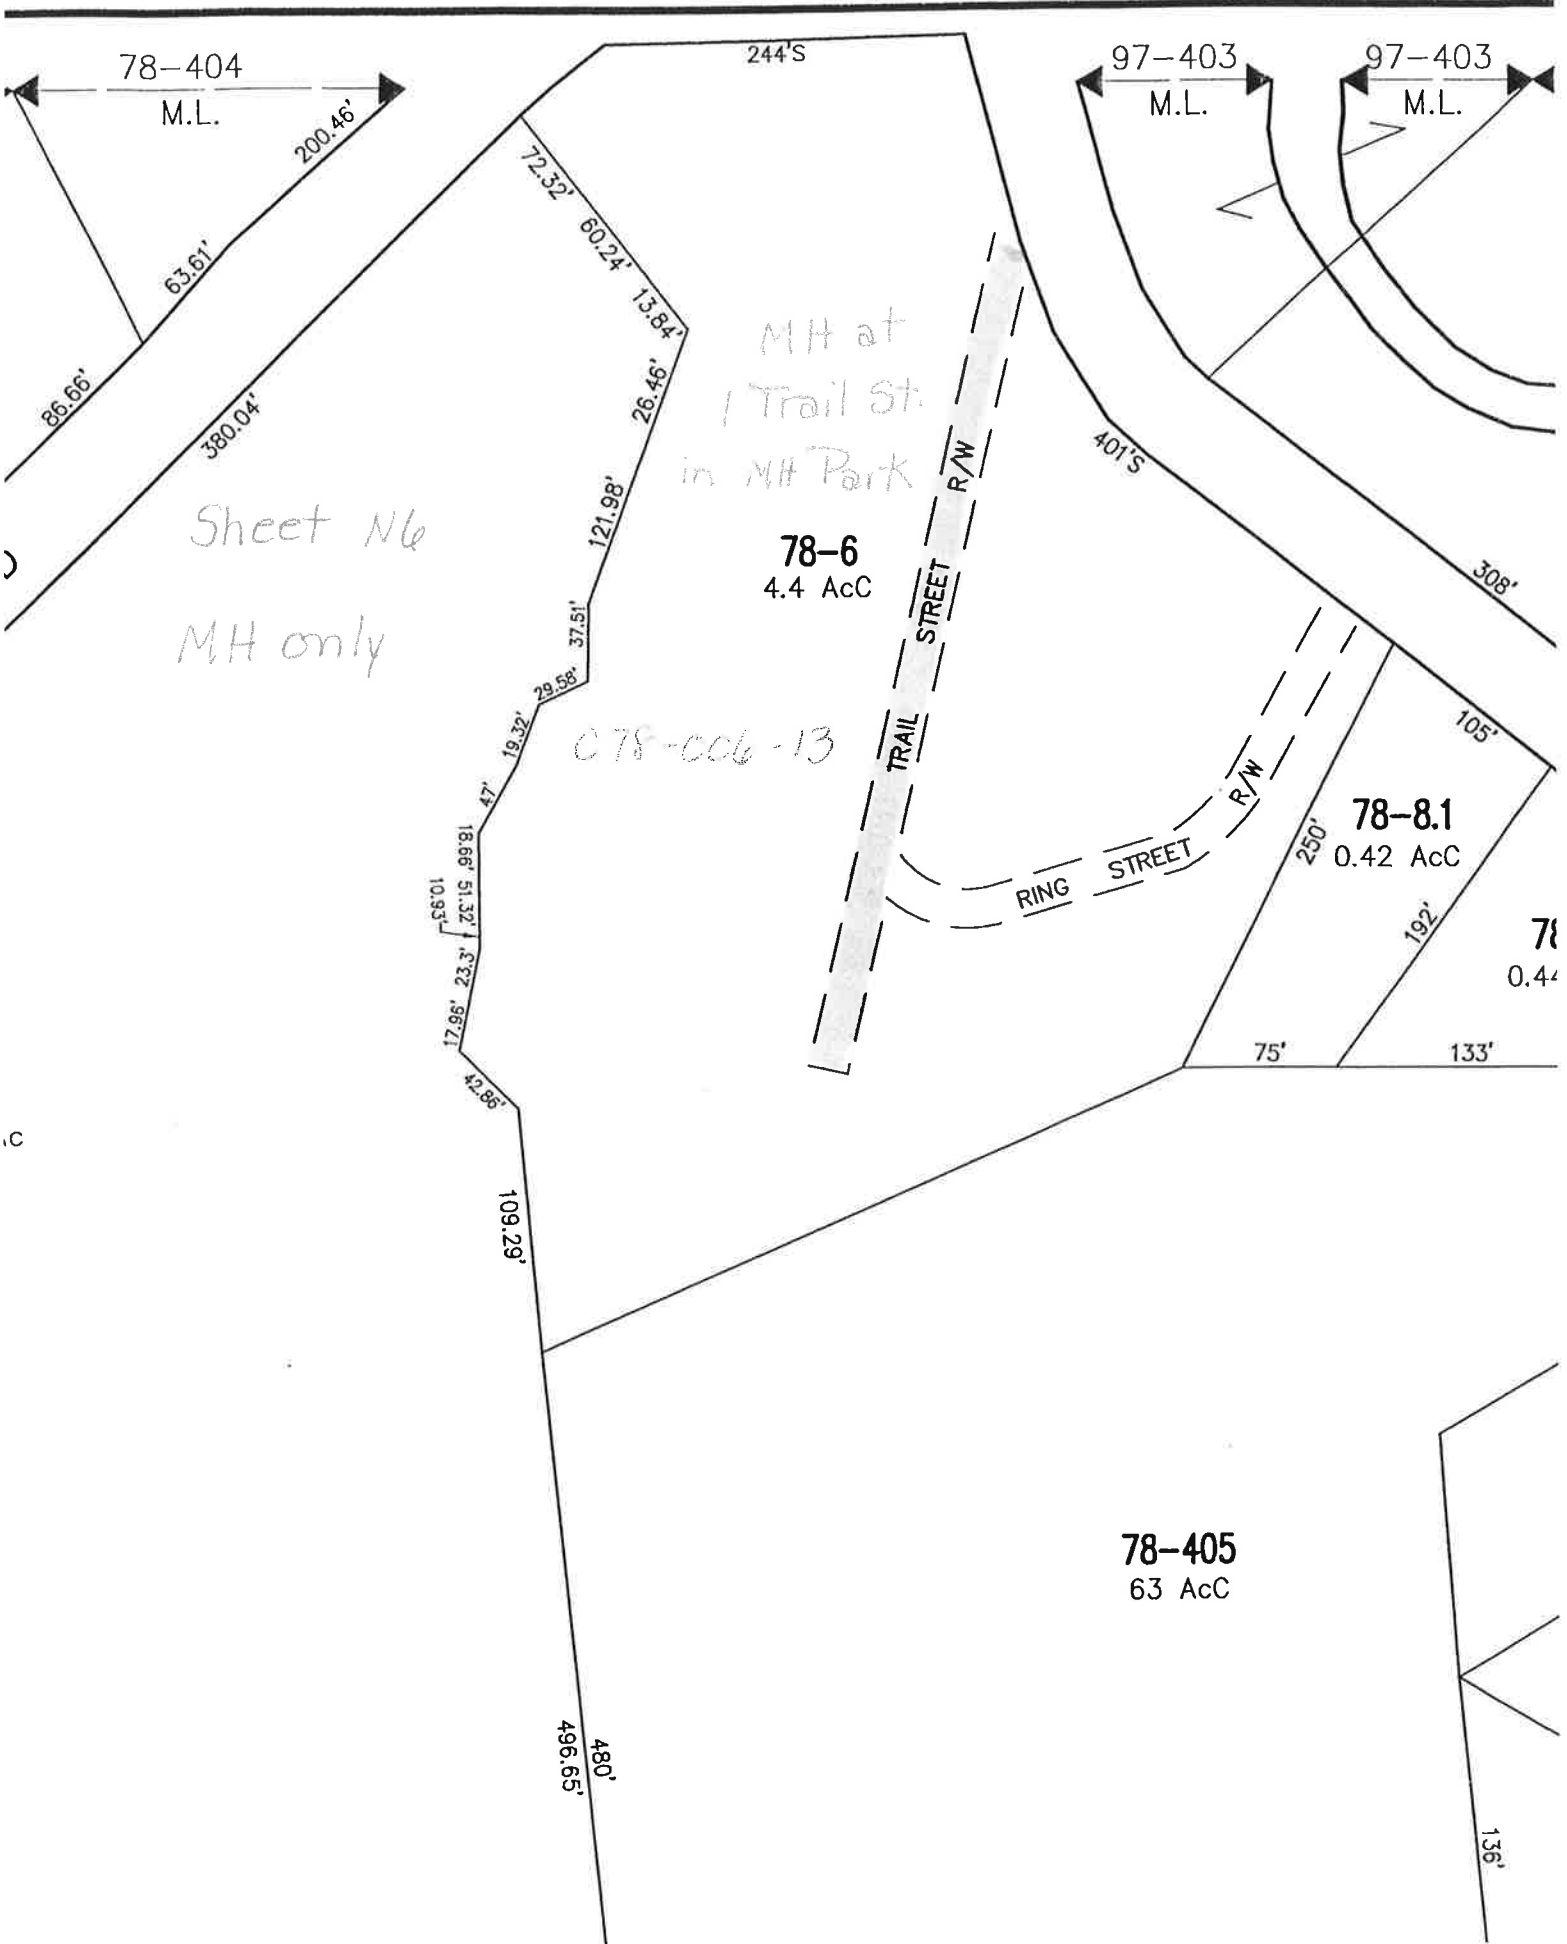 244'S
78-404
M.L.
97-403
M.L.
97-403
M.L.
200.46'
72.32'
60.24'
13.84'
63.61'
86.66'
380.04'
26.46'
121.98'
MH at
1 Trail St.
in MH Park
Sheet N6
MH only
78-6
4.4 AcC
401'S
308'
37.51'
29.58'
19.32'
47'
C78-006-13
TRAIL STREET R/W
RING STREET R/W
105'
78-8.1
0.42 AcC
250'
192'
78
0.44
18.66'
51.32'
10.93'
23.3'
17.96'
42.86'
75'
133'
.C
109.29'
78-405
63 AcC
480'
496.65'
136'